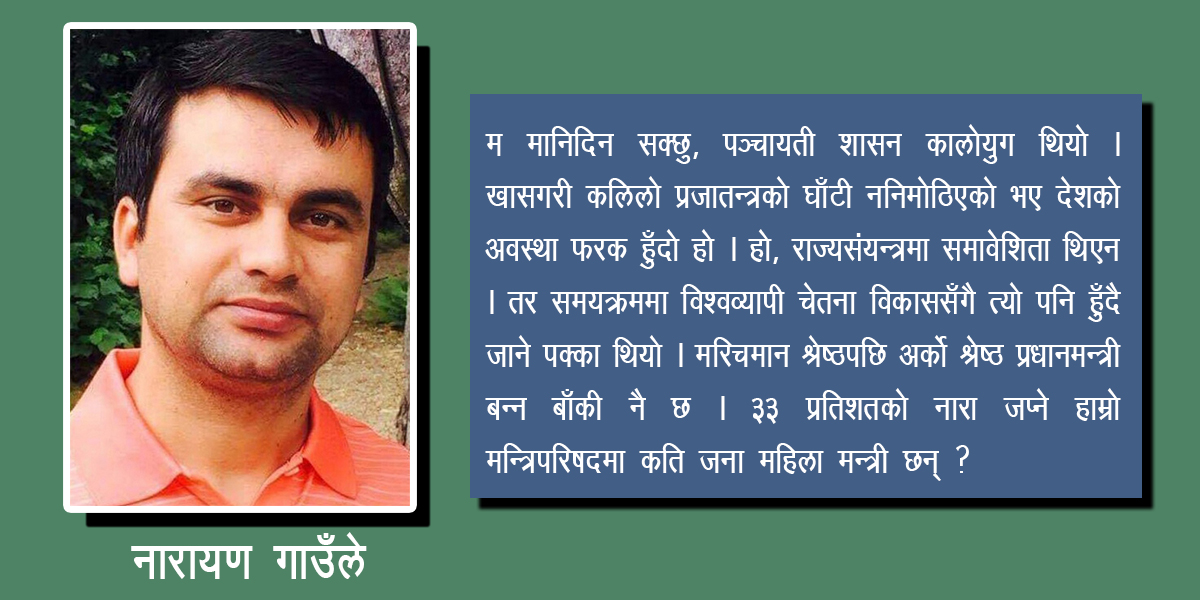 म मानिदिन सक्छु, पञ्चायती शासन कालोयुग थियो ।
खासगरी कलिलो प्रजातन्त्रको घाँटी ननिमोठिएको भए देशको
अवस्था फरक हुँदो हो । हो, राज्यसंयन्त्रमा समावेशिता थिएन
। तर समयक्रममा विश्वव्यापी चेतना विकाससँगै त्यो पनि हुँदै
जाने पक्का थियो । मरिचमान श्रेष्ठपछि अर्को श्रेष्ठ प्रधानमन्त्री
बन्न बाँकी नै छ । ३३ प्रतिशतको नारा जप्ने हाम्रो
मन्त्रिपरिषदमा कति जना महिला मन्त्री छन् ?
नारायण गाउँले